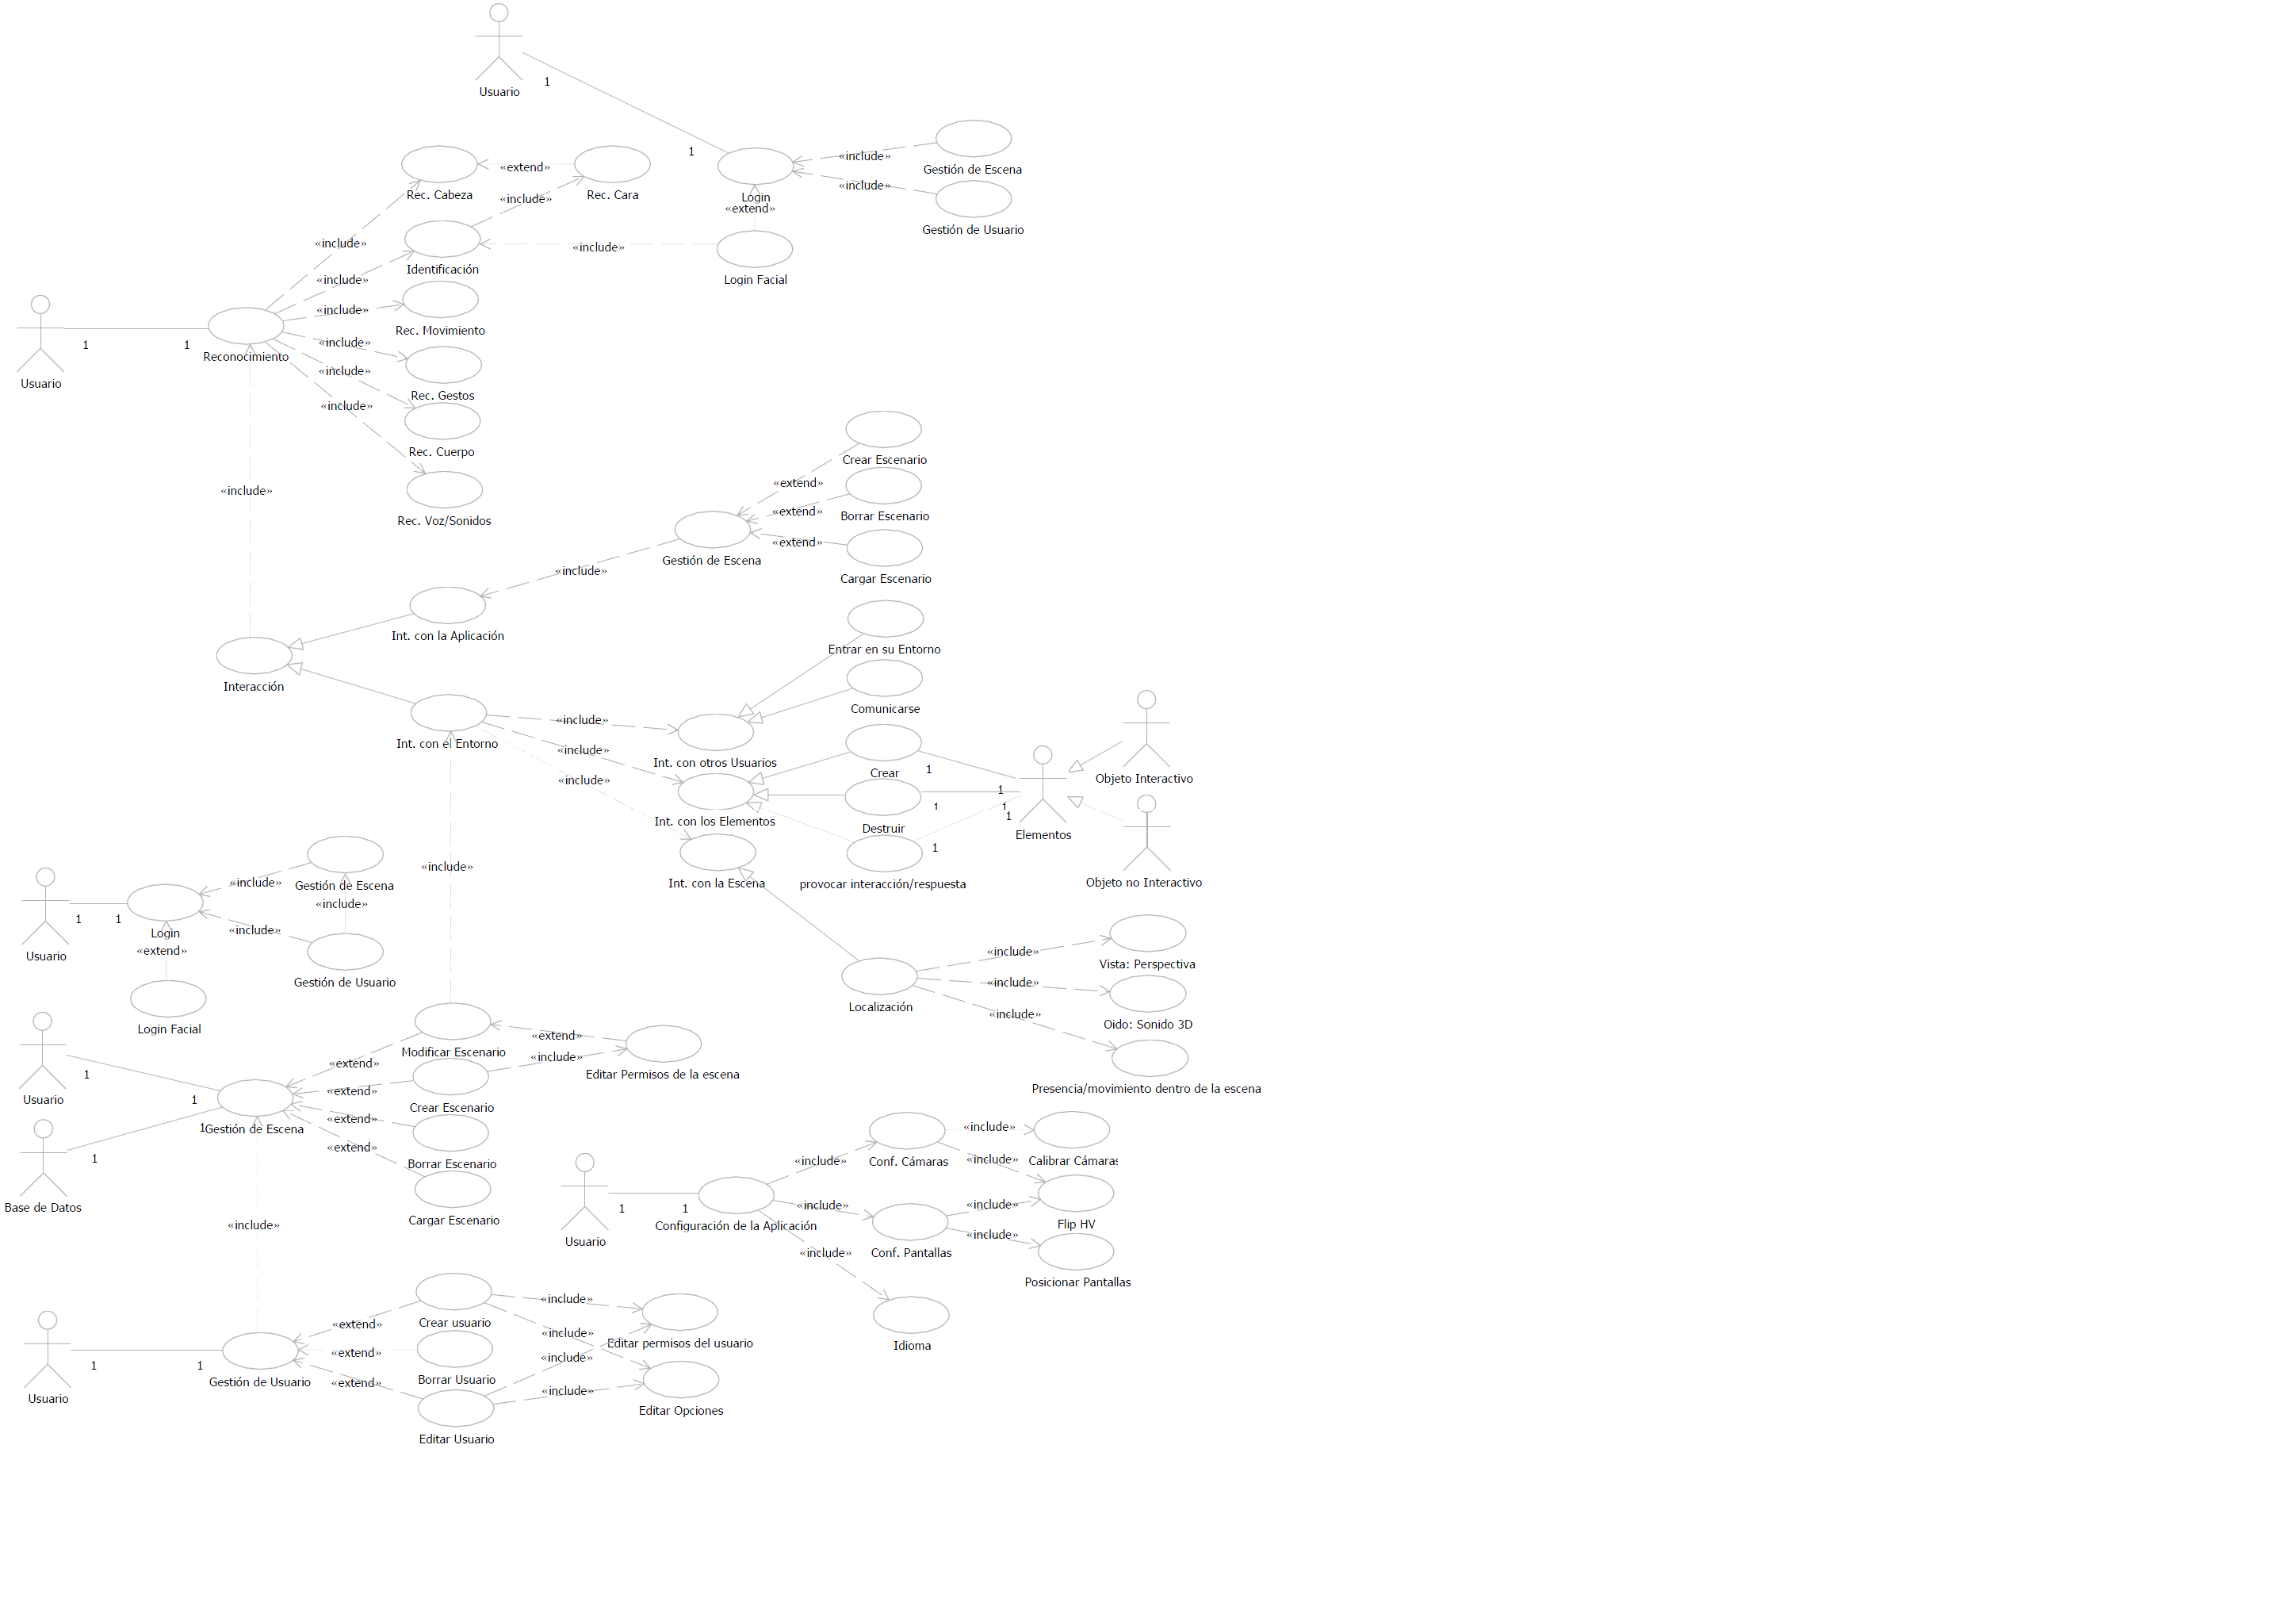 Usuario
1
1
Login
«extend»
«include»
«include»
Gestión de Escena
Gestión de Usuario
Login Facial
Rec. Cabeza
«extend»
Rec. Cara
«include»
Identificación
«include»
«include»
«include»
«include»
Rec. Movimiento
«include»
«include»
«include»
Rec. Gestos
Rec. Cuerpo
Rec. Voz/Sonidos
Usuario
1
1
Reconocimiento
«include»
Crear Escenario
«extend»
Borrar Escenario
«extend»
«extend»
Cargar Escenario
Gestión de Escena
«include»
Int. con la Aplicación
Interacción
Int. con el Entorno
Entrar en su Entorno
Comunicarse
«include»
«include»
«include»
Int. con otros Usuarios
Crear
1
1
1
1
1
1
Int. con los Elementos
Destruir
Int. con la Escena
provocar interacción/respuesta
Elementos
Objeto Interactivo
Objeto no Interactivo
«include»
Usuario
1
1
Login
«extend»
Login Facial
«include»
Gestión de Escena
«include»
«include»
Gestión de Usuario
Localización
«include»
Vista: Perspectiva
«include»
Oido: Sonido 3D
«include»
Presencia/movimiento dentro de la escena
Usuario
1
1
Gestión de Escena
1
1
Base de Datos
Modificar Escenario
«extend»
«extend»
«include»
Editar Permisos de la escena
«extend»
Crear Escenario
«extend»
«extend»
Borrar Escenario
Cargar Escenario
«include»
Usuario
1
1
Configuración de la Aplicación
«include»
Conf. Cámaras
«include»
Calibrar Cámaras
«include»
«include»
Conf. Pantallas
«include»
Flip HV
«include»
Posicionar Pantallas
«include»
Idioma
Usuario
1
1
Gestión de Usuario
«extend»
Crear usuario
«extend»
Borrar Usuario
«extend»
Editar Usuario
«include»
«include»
«include»
«include»
Editar permisos del usuario
Editar Opciones